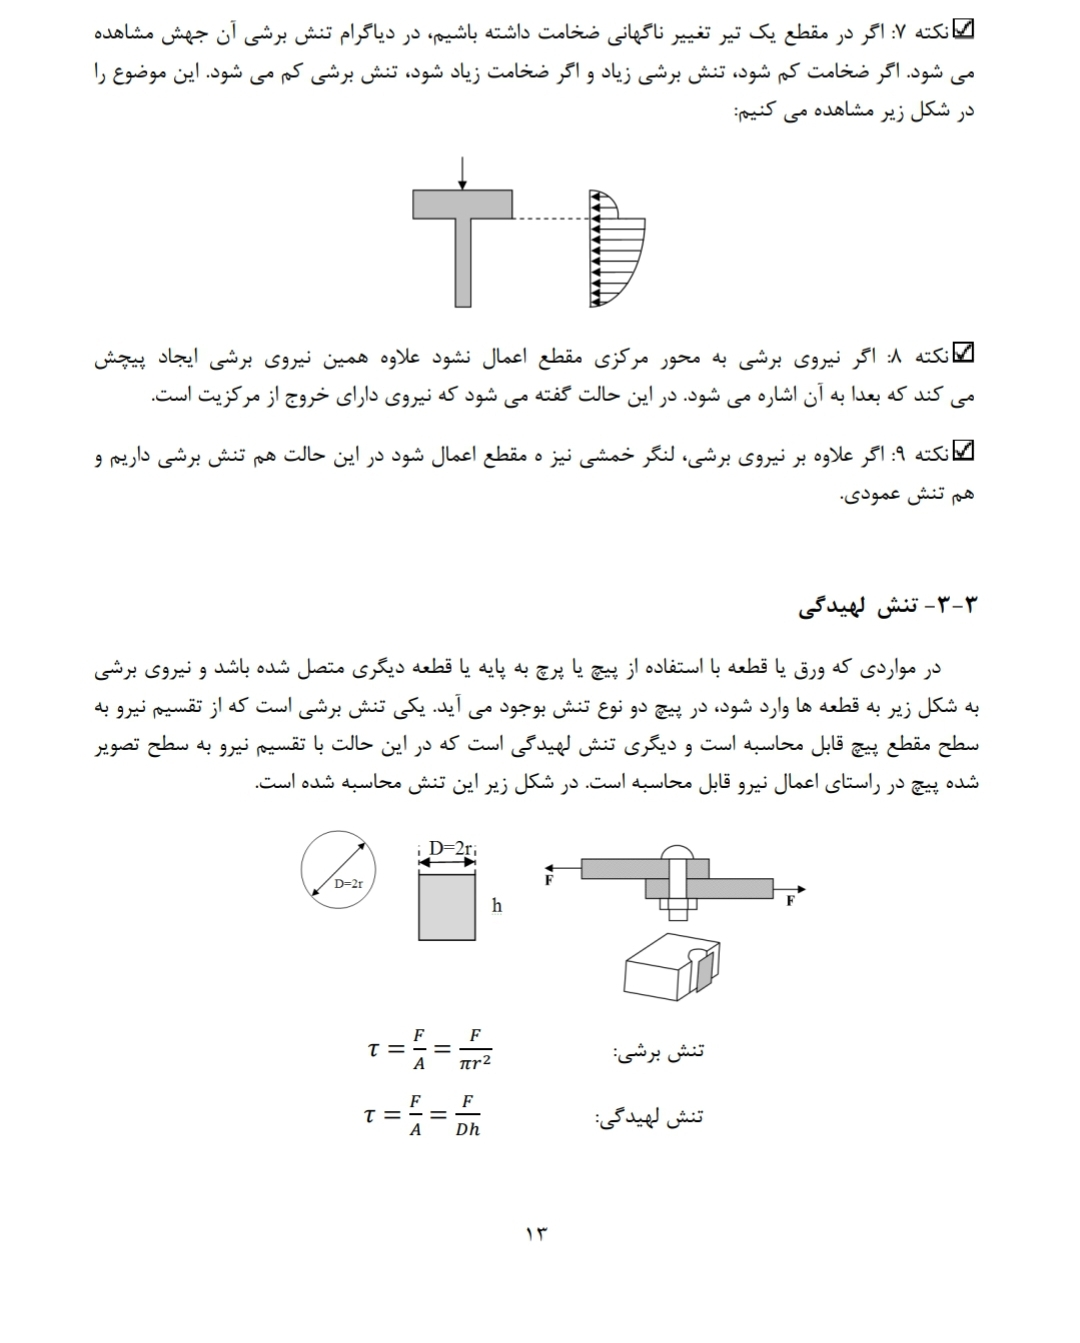 نکته ۷: اگر در مقطع یک تیر تغییر ناگهانی ضخامت داشته باشیم، در دیاگرام تنش برشی آن جهش مشاهده
می شود. اگر ضخامت کم شود، تنش برشی زیاد و اگر ضخامت زیاد شود، تنش برشی کم می شود. این موضوع را
در شکل زیر مشاهده می کنیم:
نکته ۸: اگر نیروی برشی به محور مرکزی مقطع اعمال نشود علاوه همین نیروی برشی ایجاد پیچش
می کند که بعدا به آن اشاره می شود. در این حالت گفته می شود که نیروی دارای خروج از مرکزیت است.
نکته ۹: اگر علاوه بر نیروی برشی، لنگر خمشی نیز ه مقطع اعمال شود در این حالت هم تنش برشی داریم و
هم تنش عمودی.
۳-۳- تنش لهیدگی
در مواردی که ورق یا قطعه با استفاده از پیچ یا پرچ به پایه یا قطعه دیگری متصل شده باشد و نیروی برشی
به شکل زیر به قطعه ها وارد شود، در پیچ دو نوع تنش بوجود می آید. یکی تنش برشی است که از تقسیم نیرو به
سطح مقطع پیچ قابل محاسبه است و دیگری تنش لهیدگی است که در این حالت با تقسیم نیرو به سطح تصویر
شده پیچ در راستای اعمال نیرو قابل محاسبه است. در شکل زیر این تنش محاسبه شده است.
D=2r
D=2r
h
F
F
تنش برشی: τ = F/A = F/πr²
تنش لهیدگی: τ = F/A = F/Dh
۱۳